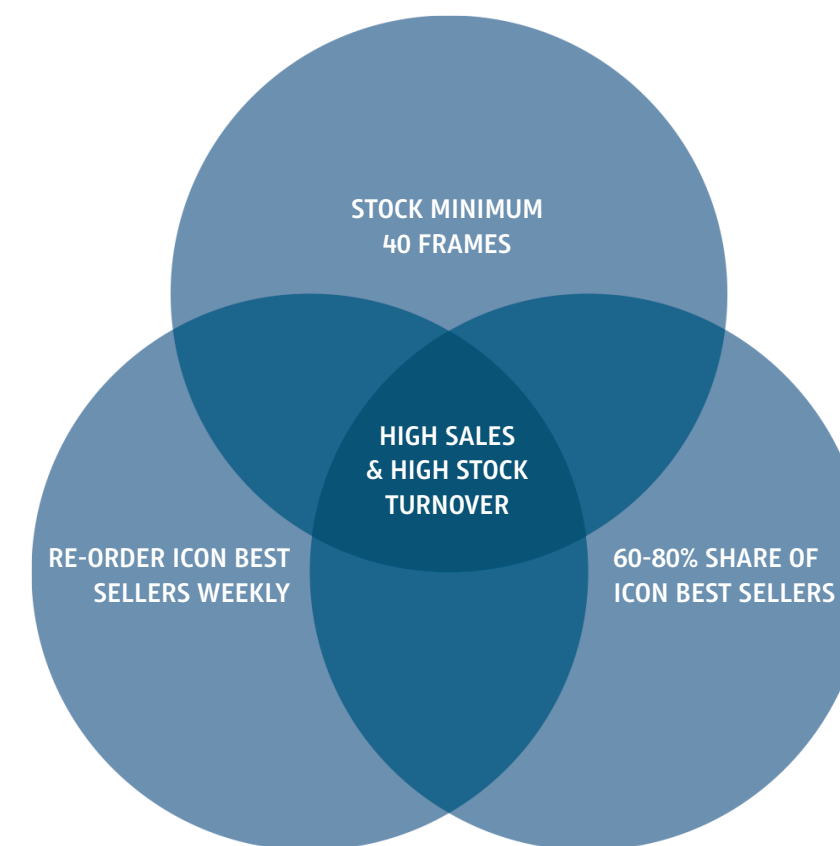 STOCK MINIMUM
40 FRAMES
HIGH SALES
& HIGH STOCK
TURNOVER
RE-ORDER ICON BEST
SELLERS WEEKLY
60-80% SHARE OF
ICON BEST SELLERS